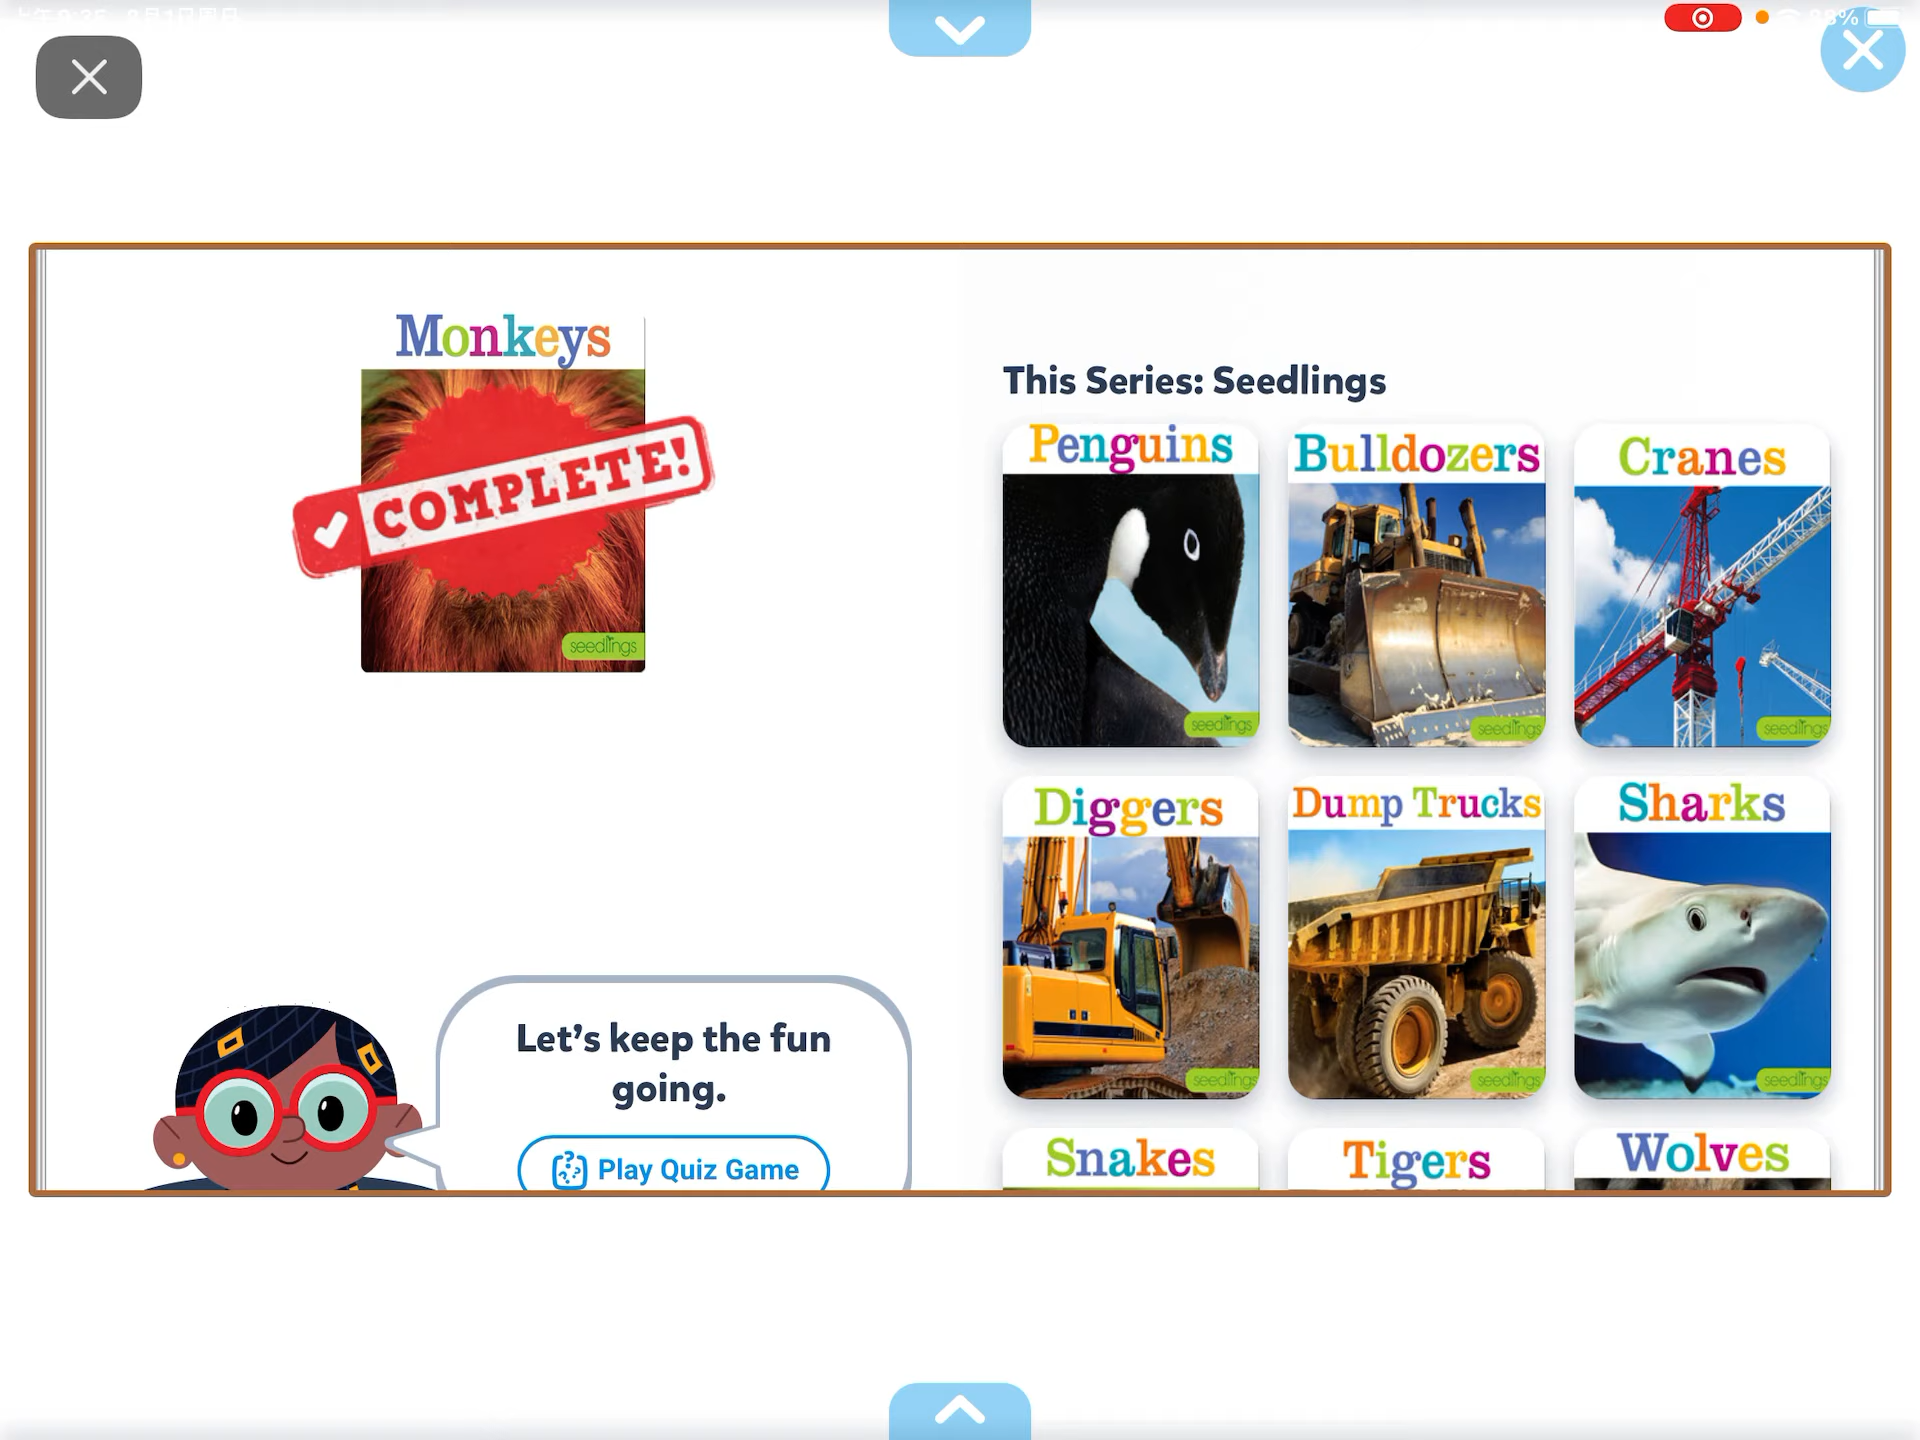 Monkeys
COMPLETE!
seedlings
Let's keep the fun
going.
Play Quiz Game
This Series: Seedlings
Penguins
seedlings
Bulldozers
seedlings
Cranes
seedlings
Diggers
seedlings
Dump Trucks
seedlings
Sharks
seedlings
Snakes
Tigers
Wolves